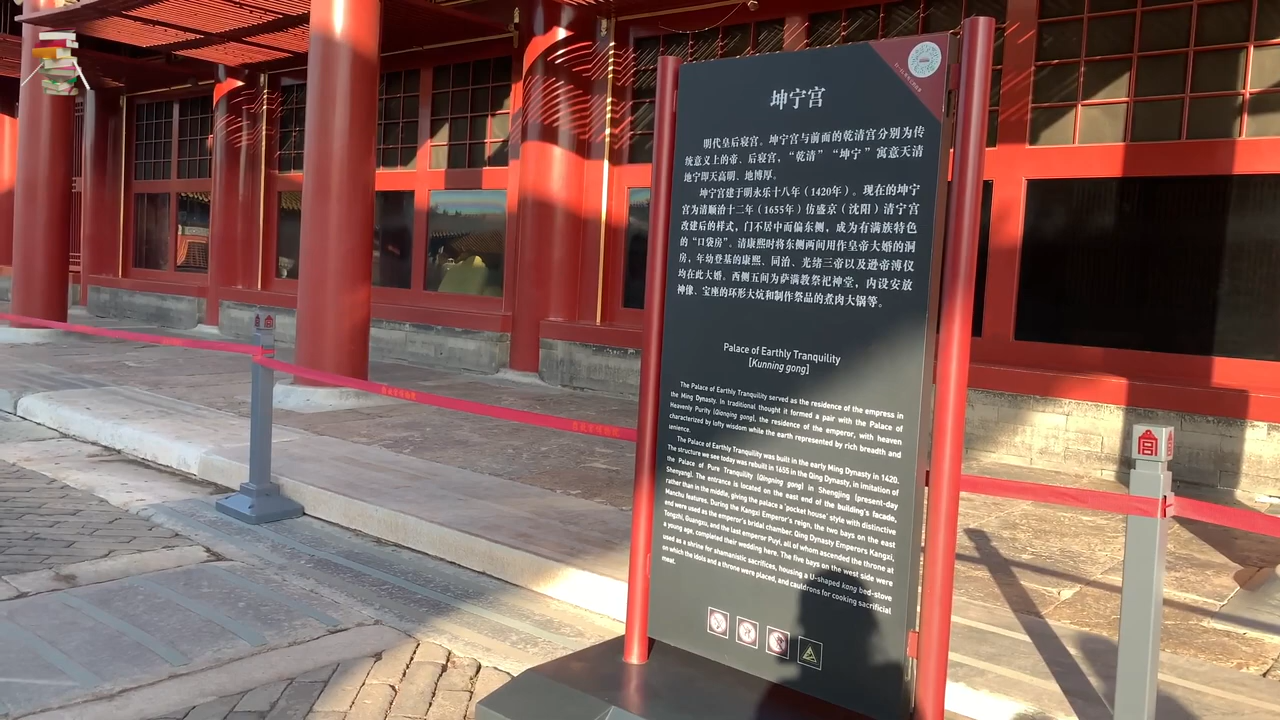 坤宁宫
明代皇后寝宫。坤宁宫与前面的乾清宫分别为传
统意义上的帝、后寝宫，“乾清”“坤宁”寓意天清
地宁即天高明、地博厚。
坤宁宫建于明永乐十八年（1420年）。现在的坤宁
宫为清顺治十二年（1655年）仿盛京（沈阳）清宁宫
改建后的样式，门不居中而偏东侧，成为有满族特色
的“口袋房”。清康熙时将东侧两间用作皇帝大婚的洞
房，年幼登基的康熙、同治、光绪三帝以及逊帝溥仪
均在此大婚。西侧五间为萨满教祭祀神堂，内设安放
神像、宝座的环形大炕和制作祭品的煮肉大锅等。
Palace of Earthly Tranquility
[Kunning gong]
The Palace of Earthly Tranquility served as the residence of the empress in
the Ming Dynasty. In traditional thought it formed a pair with the Palace of
Heavenly Purity (Qianqing gong), the residence of the emperor, with heaven
characterized by lofty wisdom while the earth represented by rich breadth and
lenience.
The Palace of Earthly Tranquility was built in the early Ming Dynasty in 1420.
The structure we see today was rebuilt in 1655 in the Qing Dynasty, in imitation of
the Palace of Pure Tranquility (Qingning gong) in Shengjing (present-day
Shenyang). The entrance is located on the east end of the building's facade,
rather than in the middle, giving the palace a 'pocket house' style with distinctive
Manchu features. During the Kangxi Emperor's reign, the two bays on the east
end were used as the emperor's bridal chamber. Qing Dynasty Emperors Kangxi,
Tongzhi, Guangxu, and the last emperor Puyi, all of whom ascended the throne at
a young age, completed their wedding here. The five bays on the west side were
used as a shrine for shamanistic sacrifices, housing a U-shaped kang bed-stove
on which the idols and a throne were placed, and cauldrons for cooking sacrificial
meat.